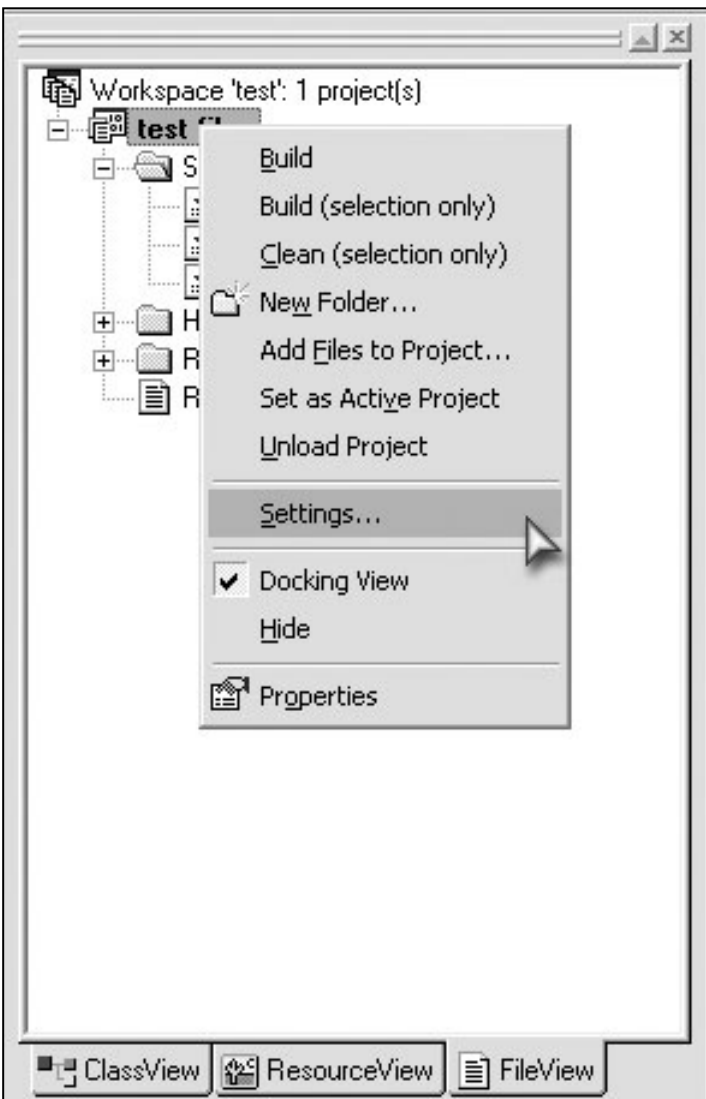 Workspace 'test': 1 project(s)
test
S
Build
Build (selection only)
Clean (selection only)
New Folder...
H
Add Files to Project...
R
Set as Active Project
R
Unload Project
Settings...
Docking View
Hide
Properties
ClassView
ResourceView
FileView